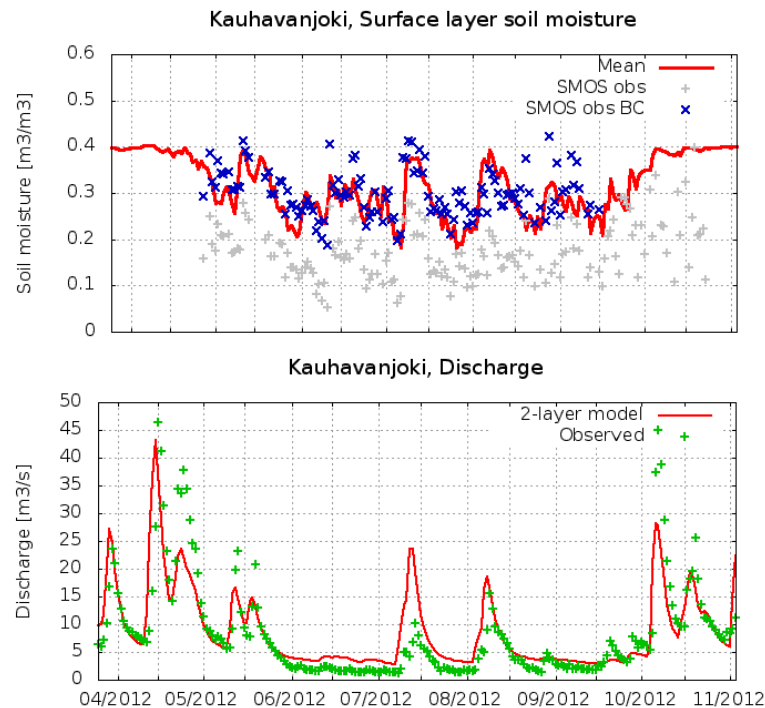 Kauhavanjoki, Surface layer soil moisture
Soil moisture [m3/m3]
0.6
0.5
0.4
0.3
0.2
0.1
0
Mean
SMOS obs
SMOS obs BC
Kauhavanjoki, Discharge
Discharge [m3/s]
50
45
40
35
30
25
20
15
10
5
0
2-layer model
Observed
04/2012 05/2012 06/2012 07/2012 08/2012 09/2012 10/2012 11/2012